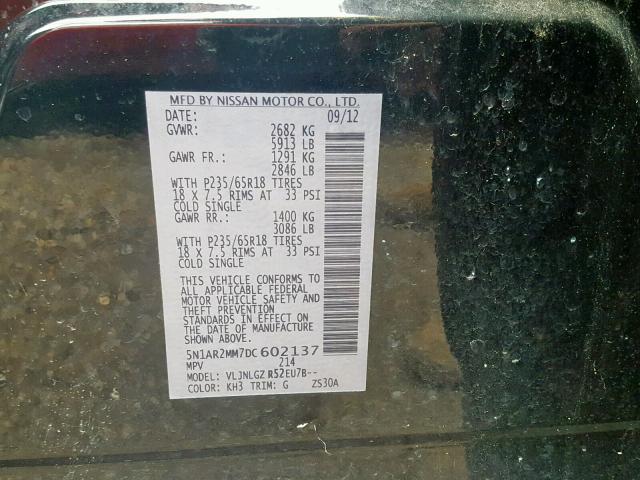 MFD BY NISSAN MOTOR CO., LTD.
DATE: 09/12
GVWR: 2682 KG
5913 LB
GAWR FR.: 1291 KG
2846 LB
WITH P235/65R18 TIRES
18 X 7.5 RIMS AT 33 PSI
COLD SINGLE
GAWR RR.: 1400 KG
3086 LB
WITH P235/65R18 TIRES
18 X 7.5 RIMS AT 33 PSI
COLD SINGLE
THIS VEHICLE CONFORMS TO
ALL APPLICABLE FEDERAL
MOTOR VEHICLE SAFETY AND
THEFT PREVENTION
STANDARDS IN EFFECT ON
THE DATE OF MANUFACTURE
SHOWN ABOVE.
5N1AR2MM7DC602137
MPV 214
MODEL: VLJNLGZ R52EU7B--
COLOR: KH3 TRIM: G ZS30A